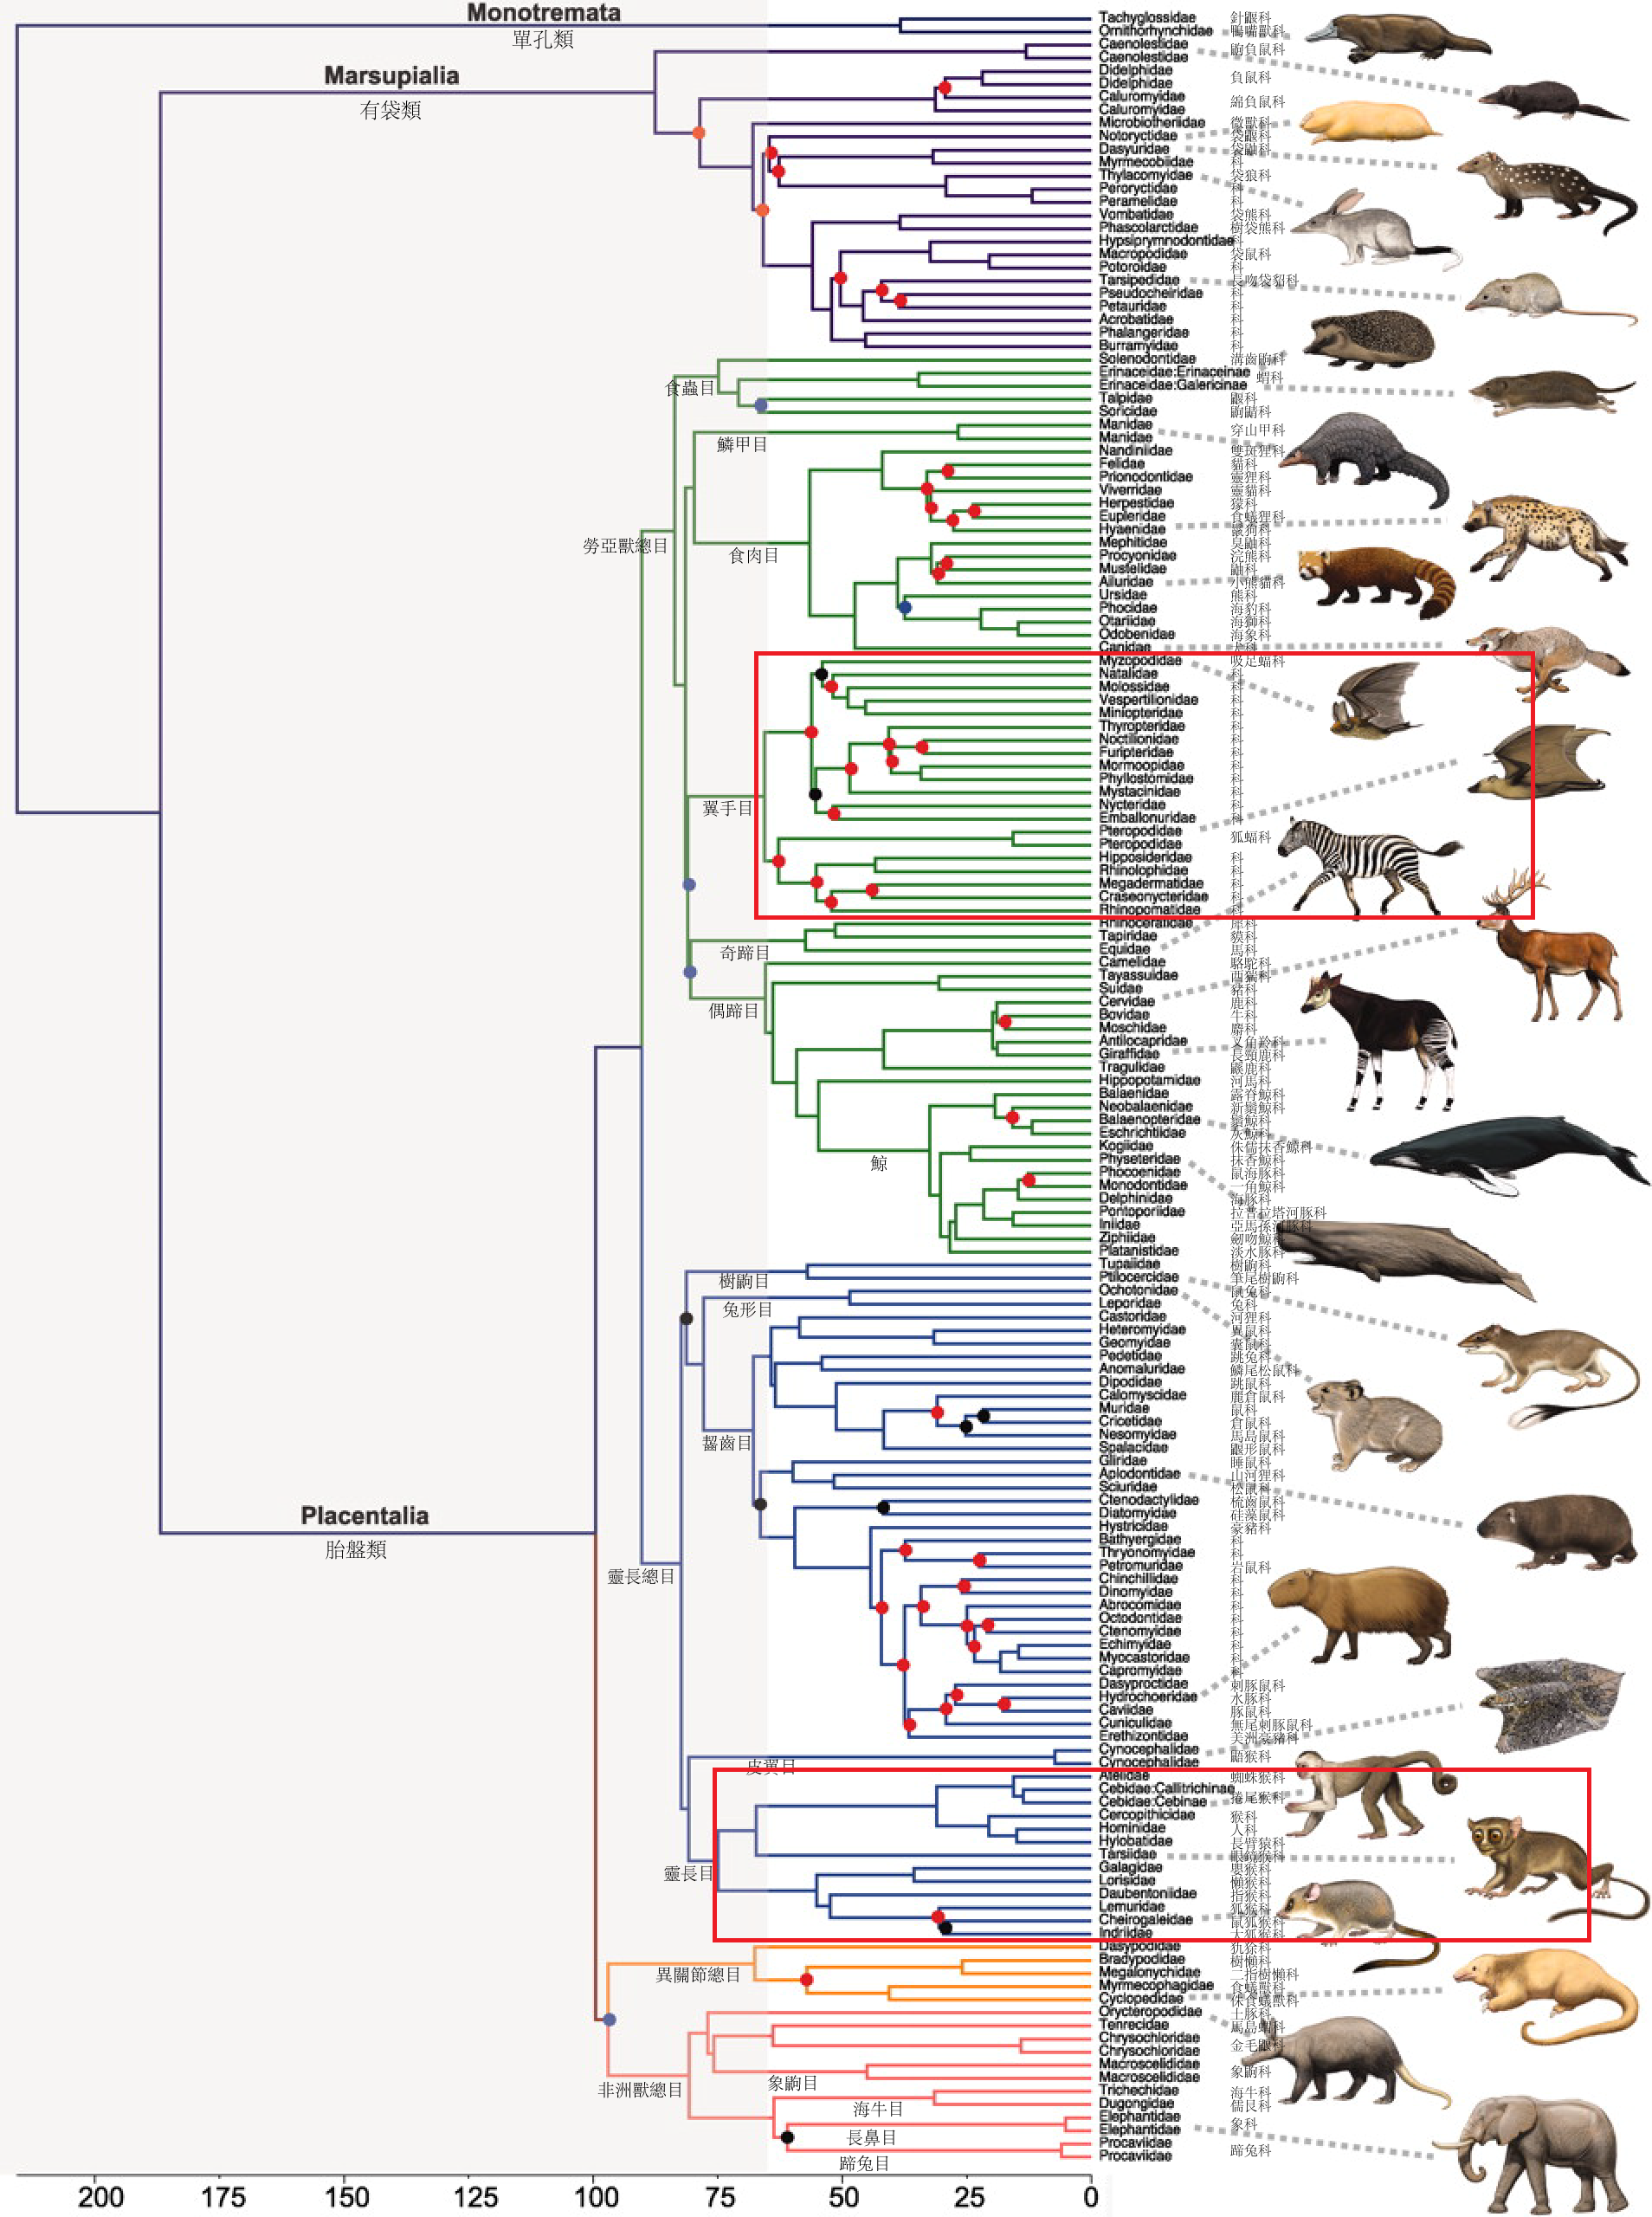 Monotremata
單孔類
Marsupialia
有袋類
Placentalia
胎盤類
勞亞獸總目
食蟲目
鱗甲目
食肉目
翼手目
奇蹄目
偶蹄目
鯨
靈長總目
樹鼩目
兔形目
齧齒目
皮翼目
靈長目
異關節總目
非洲獸總目
象鼩目
海牛目
長鼻目
蹄兔目
Tachyglossidae 針鼴科
Ornithorhynchidae 鴨嘴獸科
Caenolestidae 鼩負鼠科
Caenolestidae
Didelphidae 負鼠科
Didelphidae
Caluromyidae 綿負鼠科
Caluromyidae
Microbiotheriidae 微獸科
Notoryctidae 袋鼴科
Dasyuridae 袋鼬科
Myrmecobiidae 科
Thylacomyidae 袋狼科
Peroryctidae 科
Peramelidae 科
Vombatidae 袋熊科
Phascolarctidae 樹袋熊科
Hypsiprymnodontidae 科
Macropodidae 袋鼠科
Potoroidae 科
Tarsipedidae 長吻袋貂科
Pseudocheiridae 科
Petauridae 科
Acrobatidae 科
Phalangeridae 科
Burramyidae 科
Solenodontidae 溝齒鼩科
Erinaceidae:Erinaceinae 蝟科
Erinaceidae:Galericinae
Talpidae 鼴科
Soricidae 鼩鼱科
Manidae 穿山甲科
Manidae
Nandiniidae 雙斑狸科
Felidae 貓科
Prionodontidae 靈狸科
Viverridae 靈貓科
Herpestidae 獴科
Eupleridae 食蟻狸科
Hyaenidae 鬣狗科
Mephitidae 臭鼬科
Procyonidae 浣熊科
Mustelidae 鼬科
Ailuridae 小熊貓科
Ursidae 熊科
Phocidae 海豹科
Otariidae 海獅科
Odobenidae 海象科
Canidae 犬科
Myzopodidae 吸足蝠科
Natalidae 科
Molossidae 科
Vespertilionidae 科
Miniopteridae 科
Thyropteridae 科
Noctilionidae 科
Furipteridae 科
Mormoopidae 科
Phyllostomidae 科
Mystacinidae 科
Nycteridae 科
Emballonuridae 科
Pteropodidae 狐蝠科
Pteropodidae
Hipposideridae 科
Rhinolophidae 科
Megadermatidae 科
Craseonycteridae 科
Rhinopomatidae 科
Rhinocerotidae 犀科
Tapiridae 貘科
Equidae 馬科
Camelidae 駱駝科
Tayassuidae 西猯科
Suidae 豬科
Cervidae 鹿科
Bovidae 牛科
Moschidae 麝科
Antilocapridae 叉角羚科
Giraffidae 長頸鹿科
Tragulidae 鼷鹿科
Hippopotamidae 河馬科
Balaenidae 露脊鯨科
Neobalaenidae 新鬚鯨科
Balaenopteridae 鬚鯨科
Eschrichtiidae 灰鯨科
Kogiidae 侏儒抹香鯨科
Physeteridae 抹香鯨科
Phocoenidae 鼠海豚科
Monodontidae 一角鯨科
Delphinidae 海豚科
Pontoporiidae 拉普拉塔河豚科
Iniidae 亞馬孫河豚科
Ziphiidae 劍吻鯨
Platanistidae 淡水豚科
Tupaiidae 樹鼩科
Ptilocercidae 筆尾樹鼩科
Ochotonidae 鼠兔科
Leporidae 兔科
Castoridae 河狸科
Heteromyidae 異鼠科
Geomyidae 囊鼠科
Pedetidae 跳兔科
Anomaluridae 鱗尾松鼠科
Dipodidae 跳鼠科
Calomyscidae 麗倉鼠科
Muridae 鼠科
Cricetidae 倉鼠科
Nesomyidae 馬島鼠科
Spalacidae 鼴形鼠科
Gliridae 睡鼠科
Aplodontidae 山河狸科
Sciuridae 松鼠科
Ctenodactylidae 梳齒鼠科
Diatomyidae 硅藻鼠科
Hystricidae 豪豬科
Bathyergidae 科
Thryonomyidae 科
Petromuridae 岩鼠科
Chinchillidae 科
Dinomyidae 科
Abrocomidae 科
Octodontidae 科
Ctenomyidae 科
Echimyidae 科
Myocastoridae 科
Capromyidae 科
Dasyproctidae 刺豚鼠科
Hydrochoeridae 水豚科
Caviidae 豚鼠科
Cuniculidae 無尾刺豚鼠科
Erethizontidae 美洲豪豬科
Cynocephalidae 鼯猴科
Cynocephalidae
Atelidae 蜘蛛猴科
Cebidae:Callitrichinae
Cebidae:Cebinae 捲尾猴科
Cercopithicidae 猴科
Hominidae 人科
Hylobatidae 長臂猿科
Tarsiidae 眼鏡猴科
Galagidae 嬰猴科
Lorisidae 懶猴科
Daubentoniidae 指猴科
Lemuridae 狐猴科
Cheirogaleidae 鼠狐猴科
Indriidae 大狐猴科
Dasypodidae 犰狳科
Bradypodidae 樹懶科
Megalonychidae 二指樹懶科
Myrmecophagidae 食蟻獸科
Cyclopedidae 侏食蟻獸科
Orycteropodidae 土豚科
Tenrecidae 馬島蝟科
Chrysochloridae 金毛鼴科
Chrysochloridae
Macroscelididae 象鼩科
Macroscelididae
Trichechidae 海牛科
Dugongidae 儒艮科
Elephantidae 象科
Elephantidae
Procaviidae 蹄兔科
Procaviidae
200 175 150 125 100 75 50 25 0